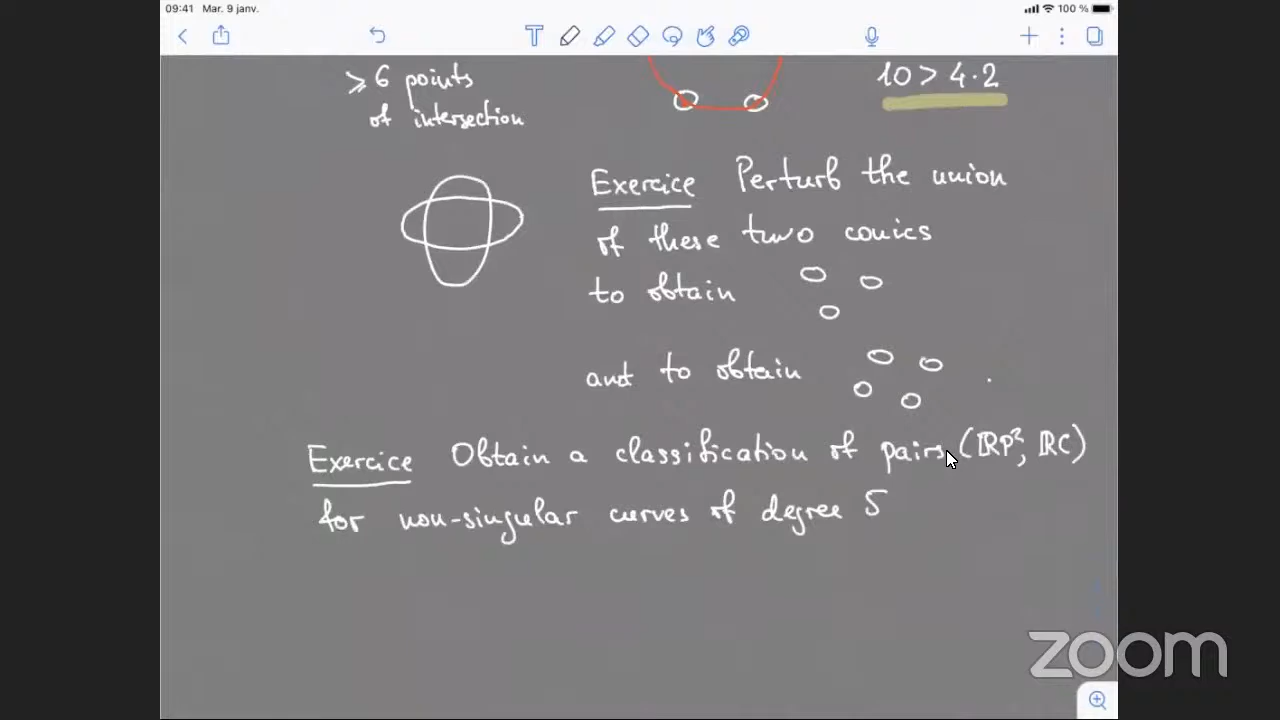 09:41 Mar. 9 janv.
100 %
⩾ 6 points
of intersection
10 > 4 · 2
Exercice Perturb the union
of these two conics
to obtain
and to obtain .
Exercice Obtain a classification of pairs (ℝP², ℝC)
for non-singular curves of degree 5
zoom